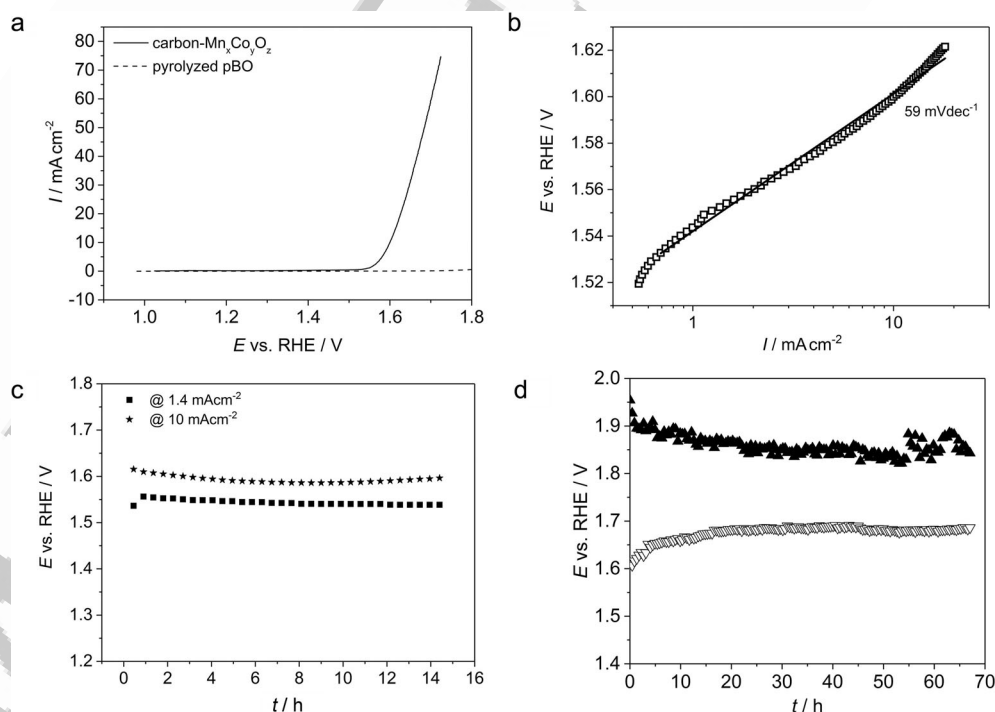 a
85
80
70
60
50
40
30
20
10
0
-10
I / mAcm⁻²
carbon-MnₓCoᵧO_z
pyrolyzed pBO
1.0
1.2
1.4
1.6
1.8
E vs. RHE / V
b
1.62
1.60
1.58
1.56
1.54
1.52
E vs. RHE / V
59 mVdec⁻¹
1
10
I / mAcm⁻²
c
1.8
1.7
1.6
1.5
1.4
1.3
1.2
E vs. RHE / V
@ 1.4 mAcm⁻²
@ 10 mAcm⁻²
0 2 4 6 8 10 12 14 16
t / h
d
2.0
1.9
1.8
1.7
1.6
1.5
1.4
E vs. RHE / V
0 10 20 30 40 50 60 70
t / h